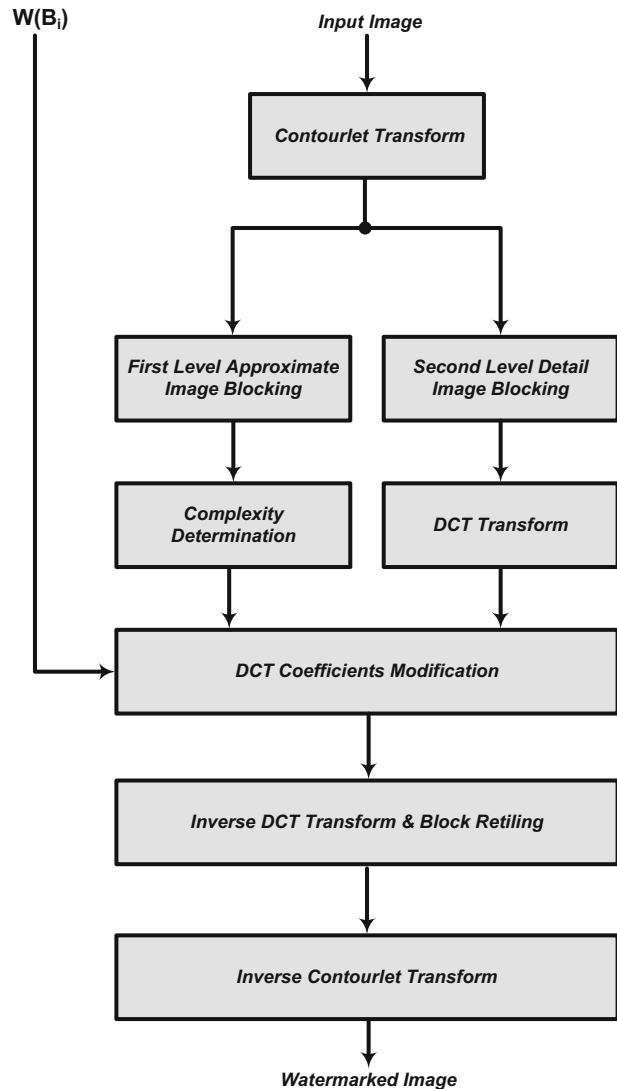 W(Bi)
Input Image
Contourlet Transform
First Level Approximate
Image Blocking
Second Level Detail
Image Blocking
Complexity
Determination
DCT Transform
DCT Coefficients Modification
Inverse DCT Transform & Block Retiling
Inverse Contourlet Transform
Watermarked Image